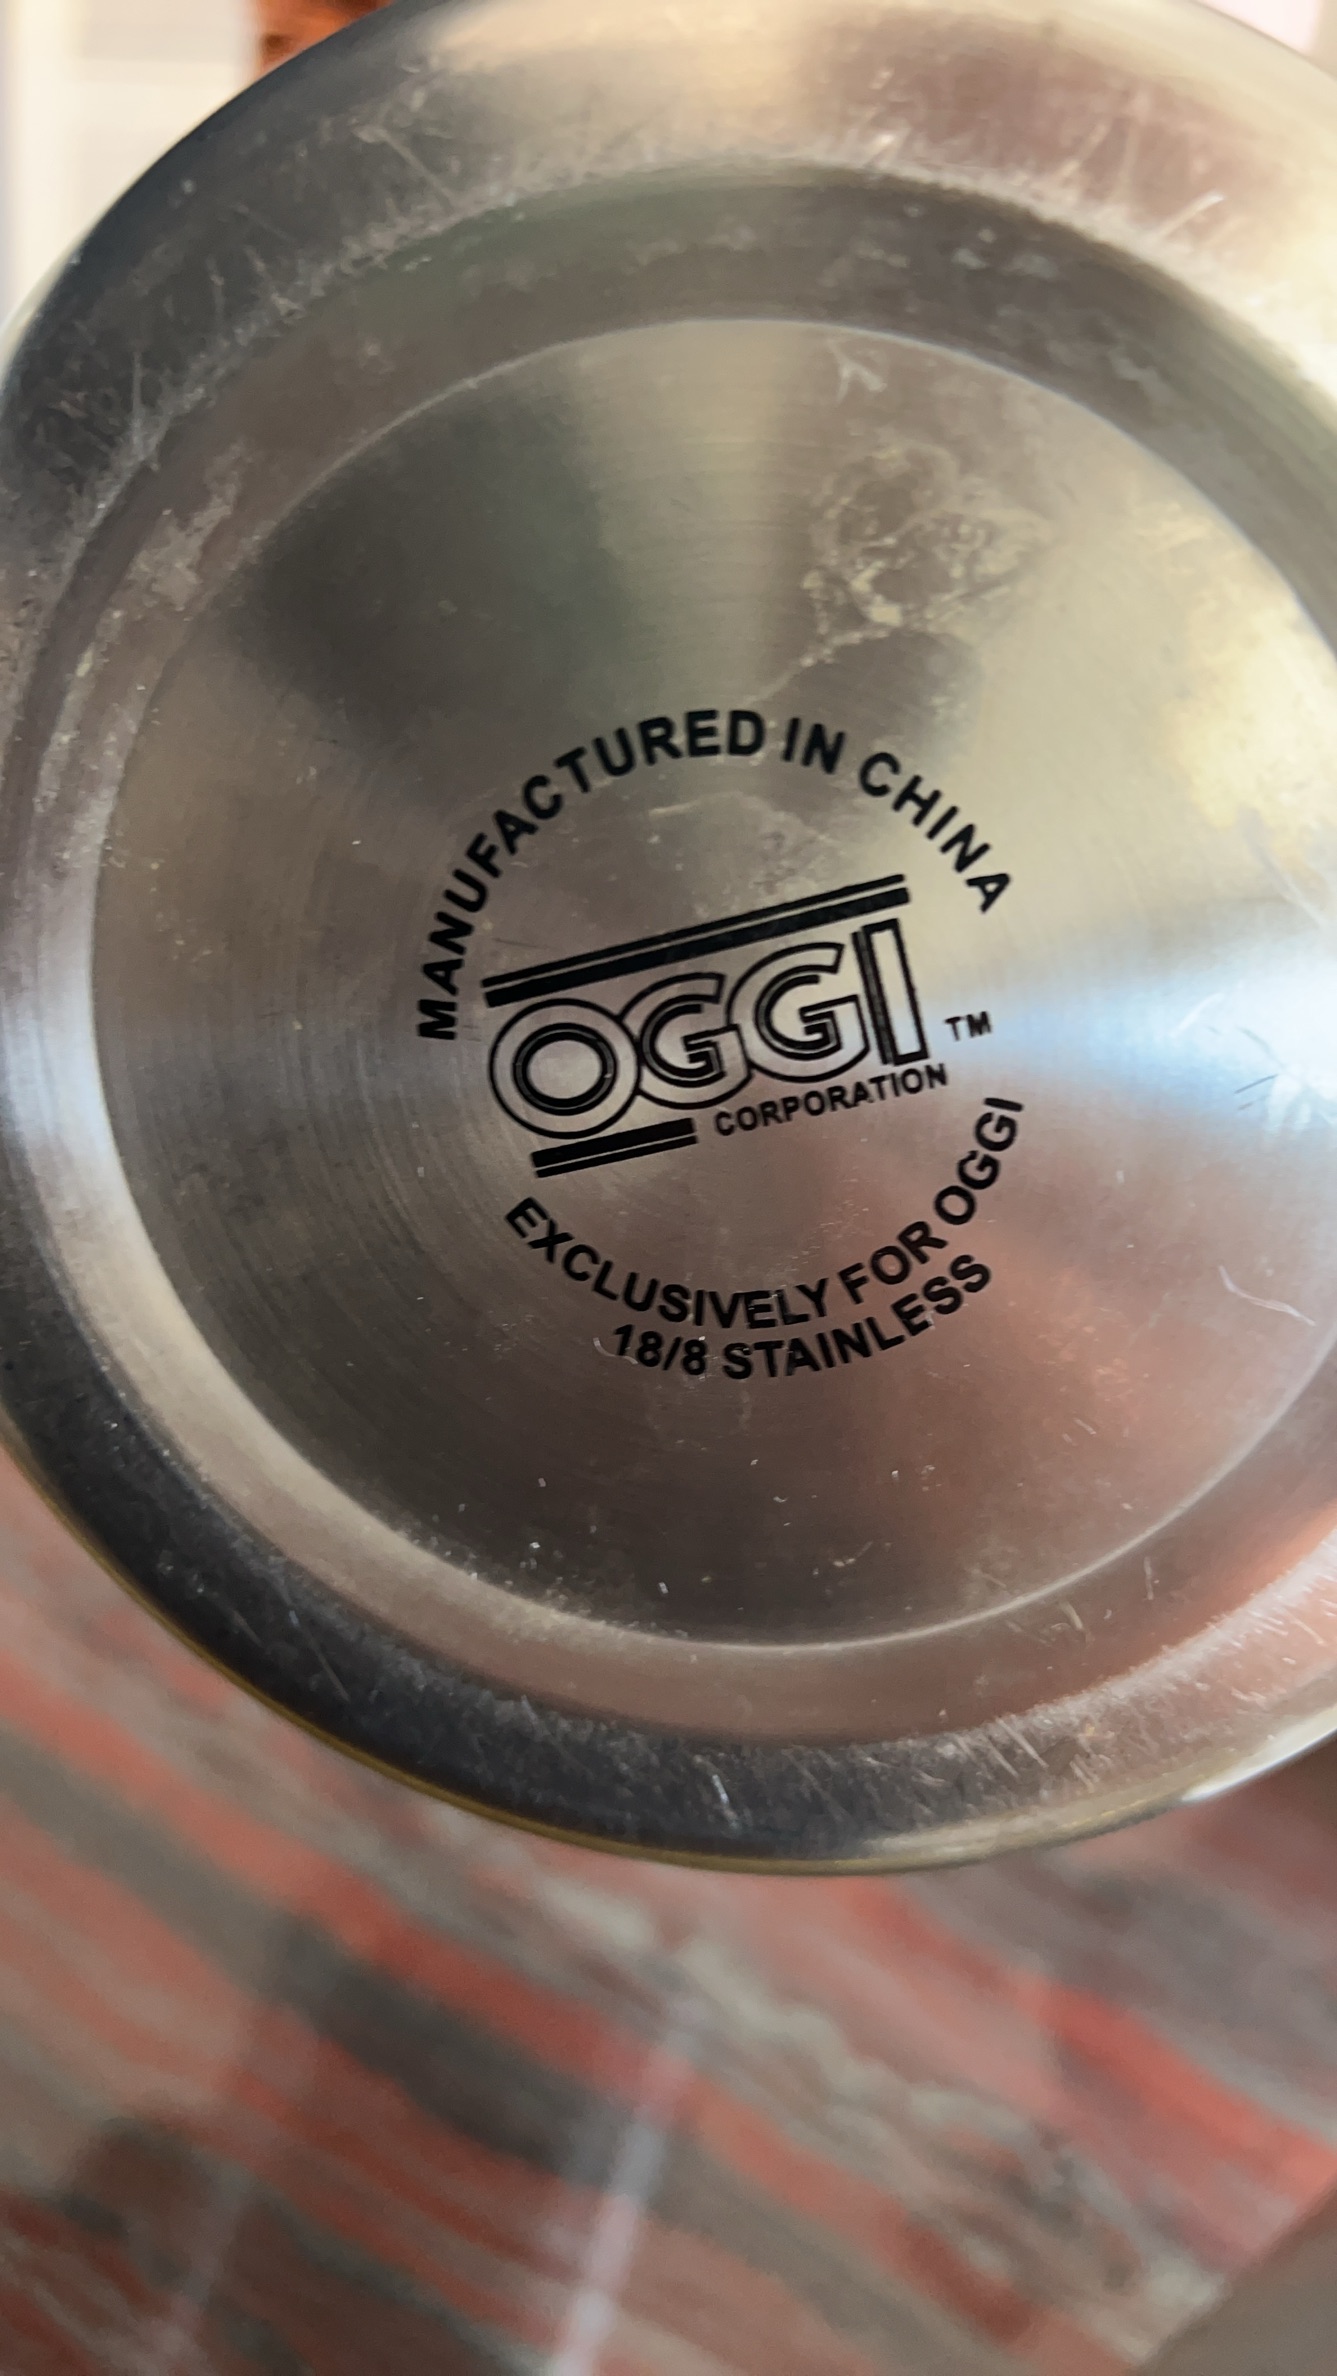 MANUFACTURED IN CHINA
OGGI ™
CORPORATION
EXCLUSIVELY FOR OGGI
18/8 STAINLESS